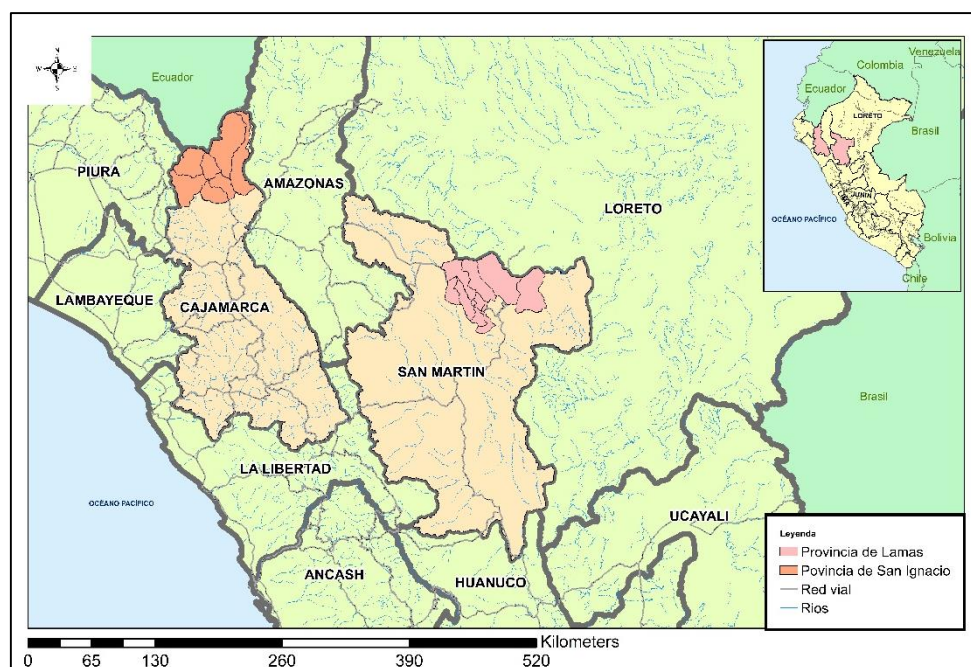 N
W E
S
Ecuador
PIURA
AMAZONAS
LORETO
LAMBAYEQUE
CAJAMARCA
SAN MARTIN
Brasil
LA LIBERTAD
OCÉANO PACÍFICO
UCAYALI
ANCASH
HUANUCO
Venezuela
Colombia
Ecuador
LORETO
Brasil
JUNIN
OCÉANO PACÍFICO
Bolivia
Chile
Leyenda
Provincia de Lamas
Povincia de San Ignacio
Red vial
Rios
Kilometers
0 65 130 260 390 520